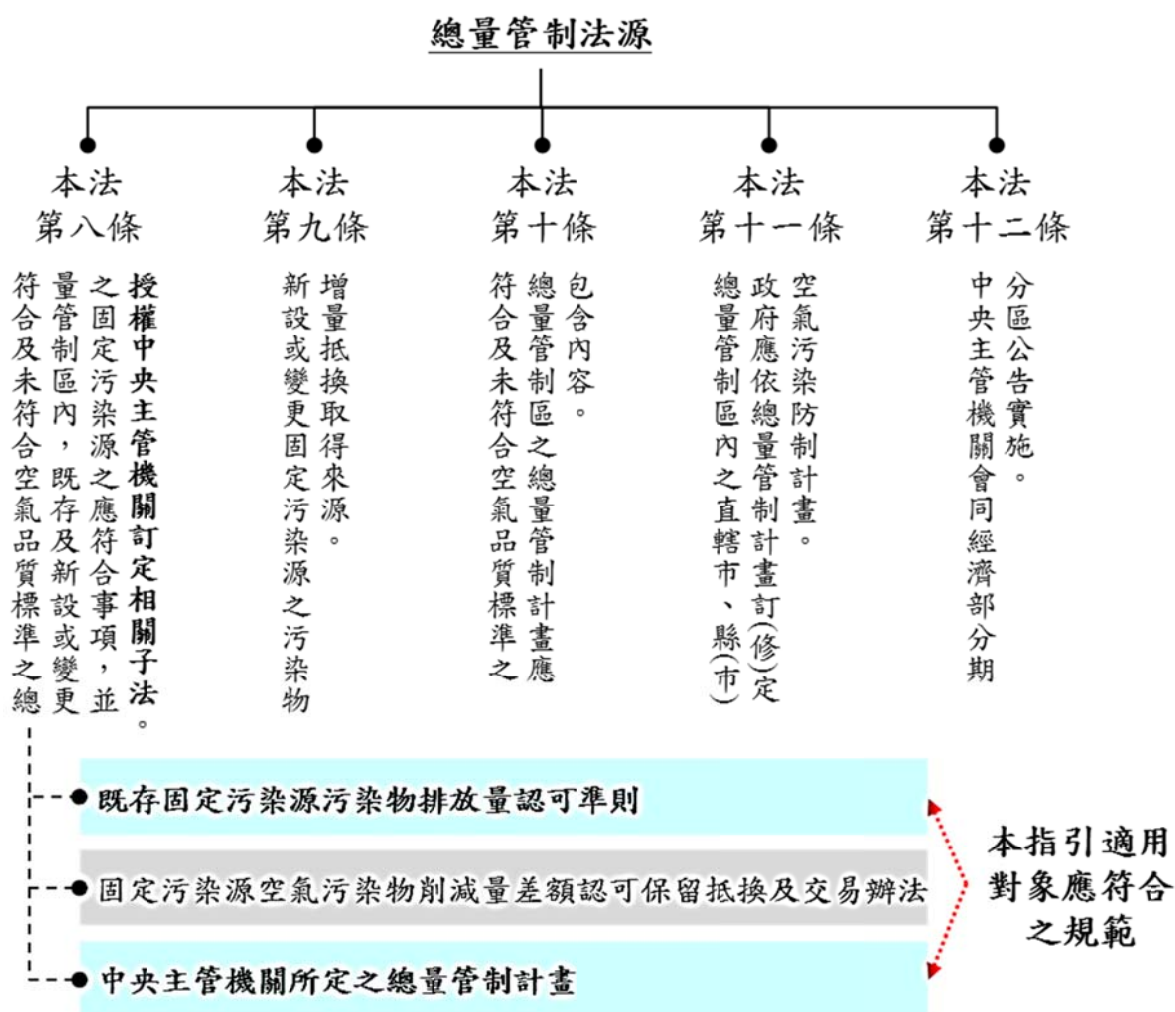 總量管制法源
本法
第八條
符合及未符合空氣品質標準之總
量管制區內，既存及新設或變更
之固定污染源之應符合事項，並
授權中央主管機關訂定相關子法。
本法
第九條
新設或變更固定污染源之污染物
增量抵換取得來源。
本法
第十條
符合及未符合空氣品質標準之
總量管制區之總量管制計畫應
包含內容。
本法
第十一條
總量管制區內之直轄市、縣(市)
政府應依總量管制計畫訂(修)定
空氣污染防制計畫。
本法
第十二條
中央主管機關會同經濟部分期
分區公告實施。
既存固定污染源污染物排放量認可準則
固定污染源空氣污染物削減量差額認可保留抵換及交易辦法
中央主管機關所定之總量管制計畫
本指引適用
對象應符合
之規範